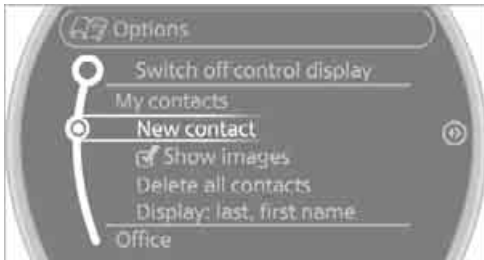 Options
Switch off control display
My contacts
New contact
Show images
Delete all contacts
Display: last, first name
Office